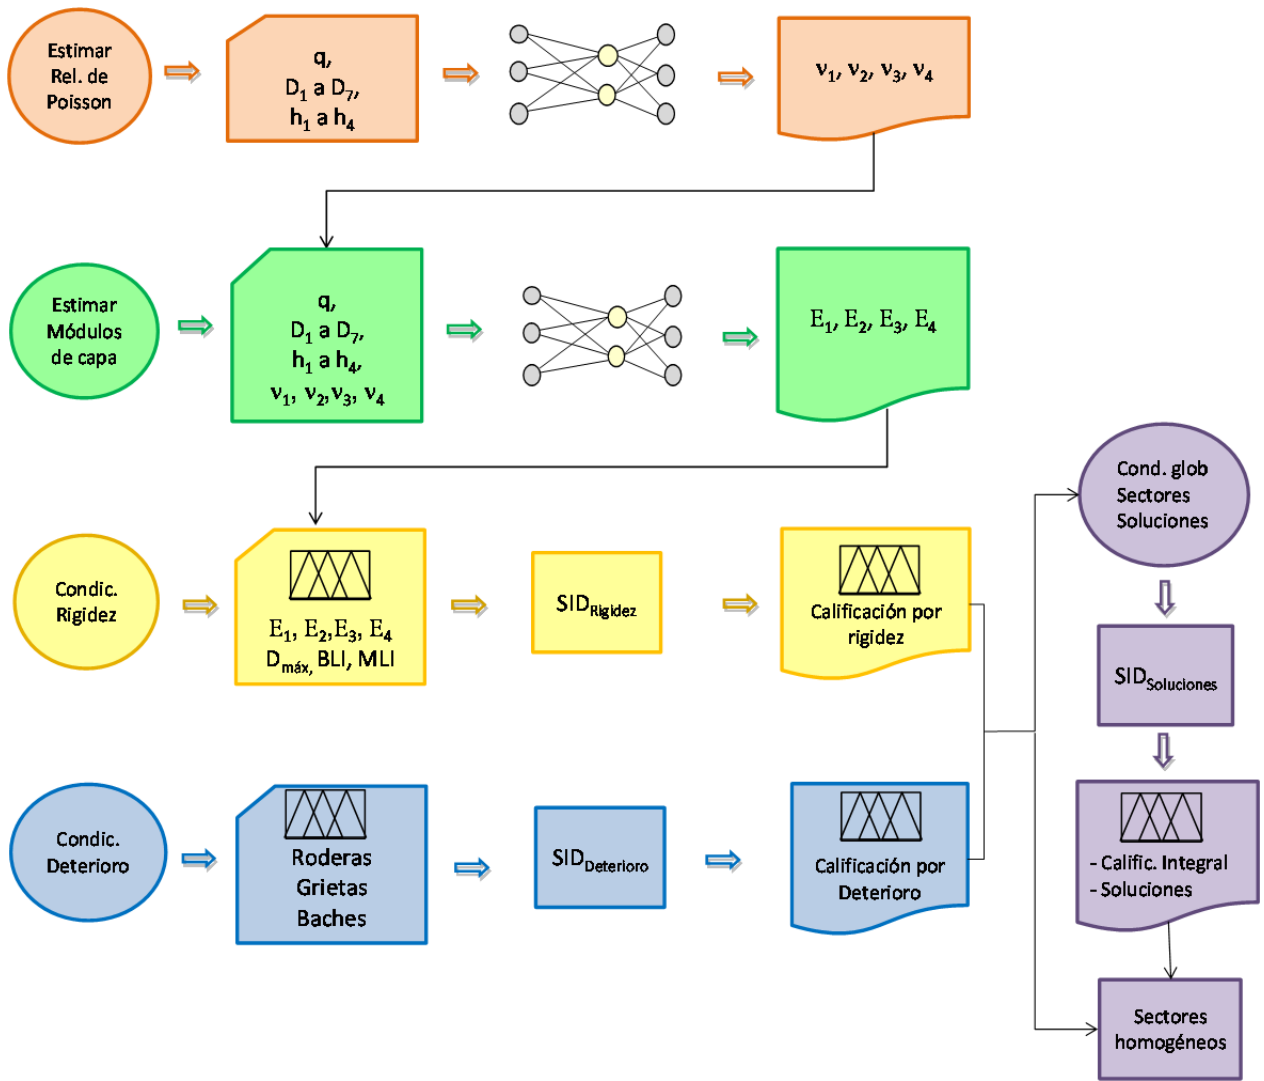 Estimar
Rel. de
Poisson
q,
D1 a D7,
h1 a h4
ν1, ν2, ν3, ν4
Estimar
Módulos
de capa
q,
D1 a D7,
h1 a h4,
ν1, ν2,ν3, ν4
E1, E2, E3, E4
Condic.
Rigidez
E1, E2,E3, E4
Dmáx, BLI, MLI
SIDRigidez
Calificación por
rigidez
Condic.
Deterioro
Roderas
Grietas
Baches
SIDDeterioro
Calificación por
Deterioro
Cond. glob
Sectores
Soluciones
SIDSoluciones
- Calific. Integral
- Soluciones
Sectores
homogéneos